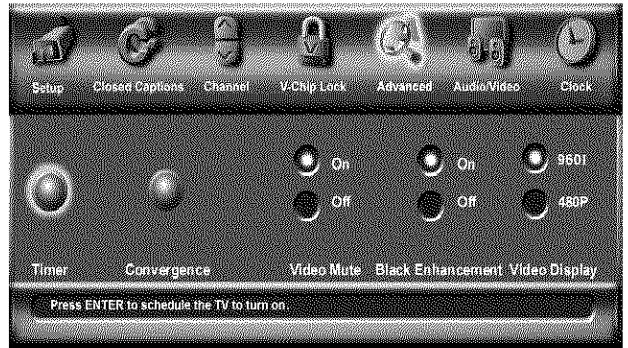 Setup Closed Captions Channel V-Chip Lock Advanced Audio/Video Clock
On On 960I
Off Off 480P
Timer Convergence Video Mute Black Enhancement Video Display
Press ENTER to schedule the TV to turn on.